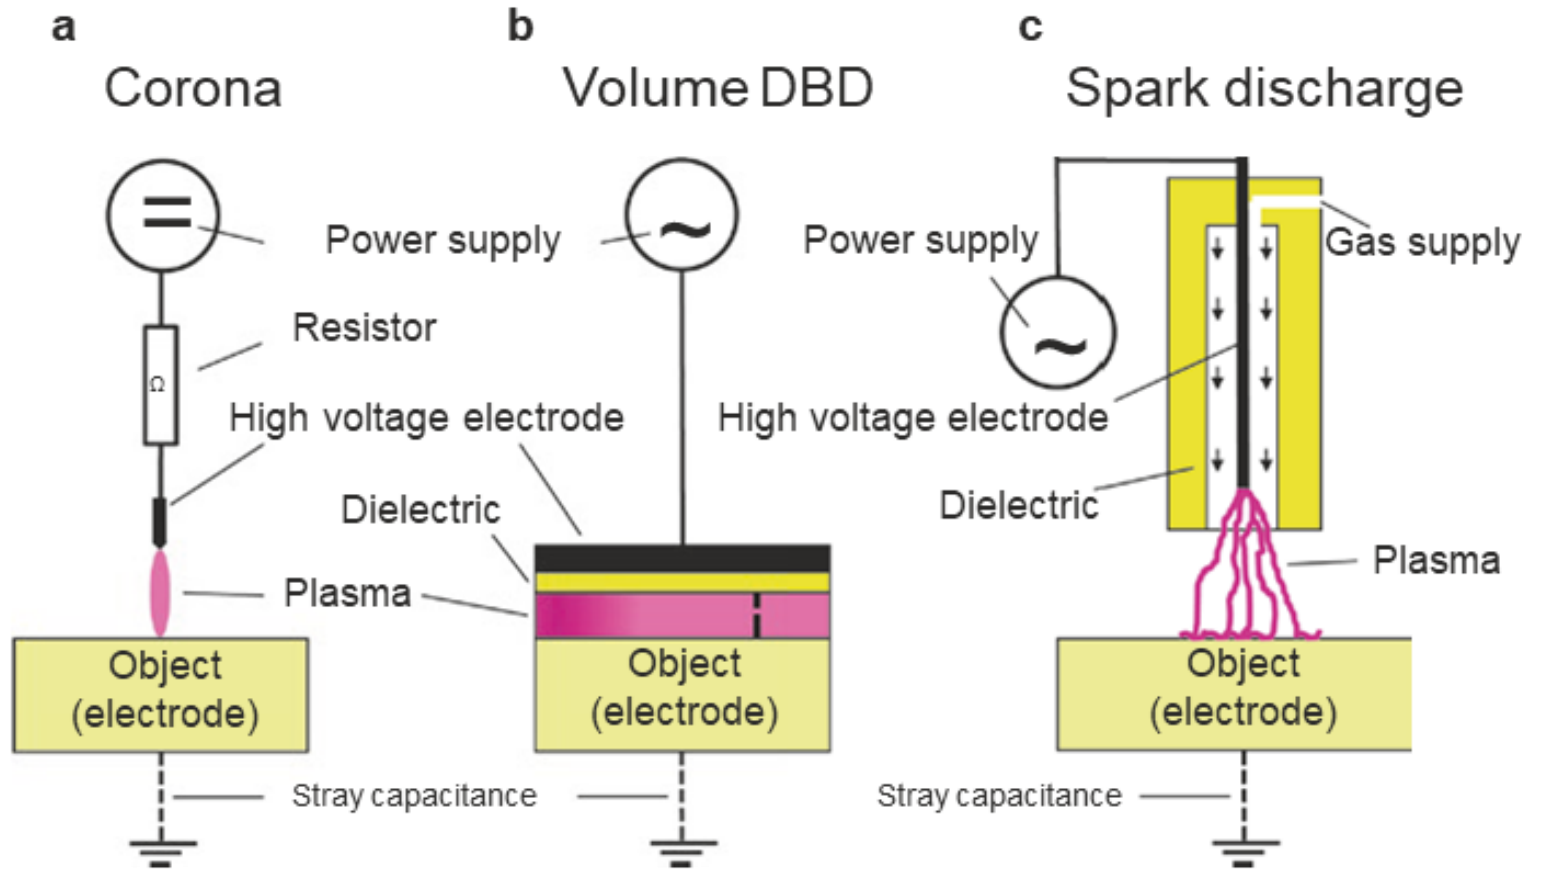 a
Corona
b
Volume DBD
c
Spark discharge
=
~
~
Power supply
Power supply
Gas supply
Resistor
Ω
High voltage electrode
High voltage electrode
Dielectric
Dielectric
Plasma
Plasma
Object
(electrode)
Object
(electrode)
Object
(electrode)
Stray capacitance
Stray capacitance